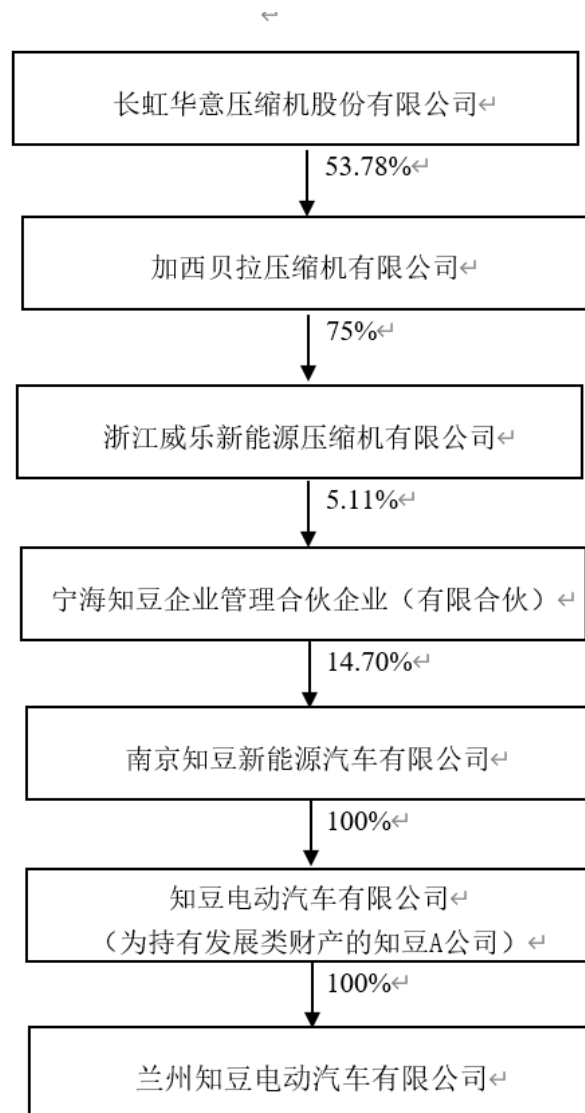 长虹华意压缩机股份有限公司
53.78%
加西贝拉压缩机有限公司
75%
浙江威乐新能源压缩机有限公司
5.11%
宁海知豆企业管理合伙企业（有限合伙）
14.70%
南京知豆新能源汽车有限公司
100%
知豆电动汽车有限公司
（为持有发展类财产的知豆A公司）
100%
兰州知豆电动汽车有限公司